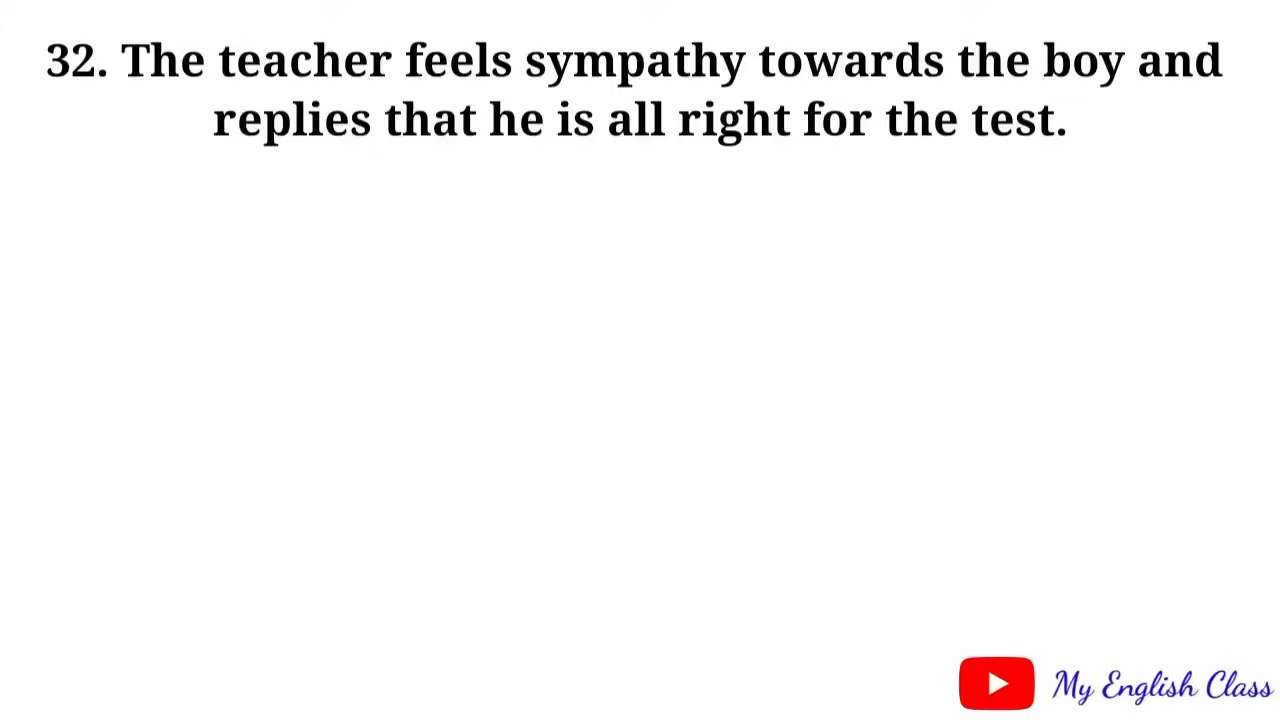 32. The teacher feels sympathy towards the boy and
replies that he is all right for the test.
My English Class